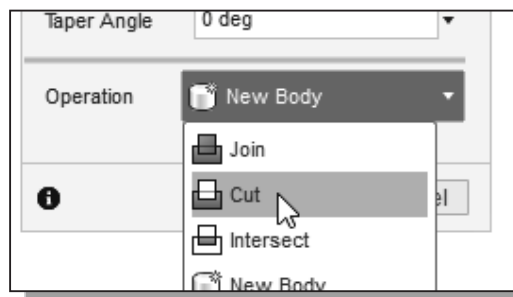 Taper Angle 0 deg
Operation New Body
Join
Cut
Intersect
New Body